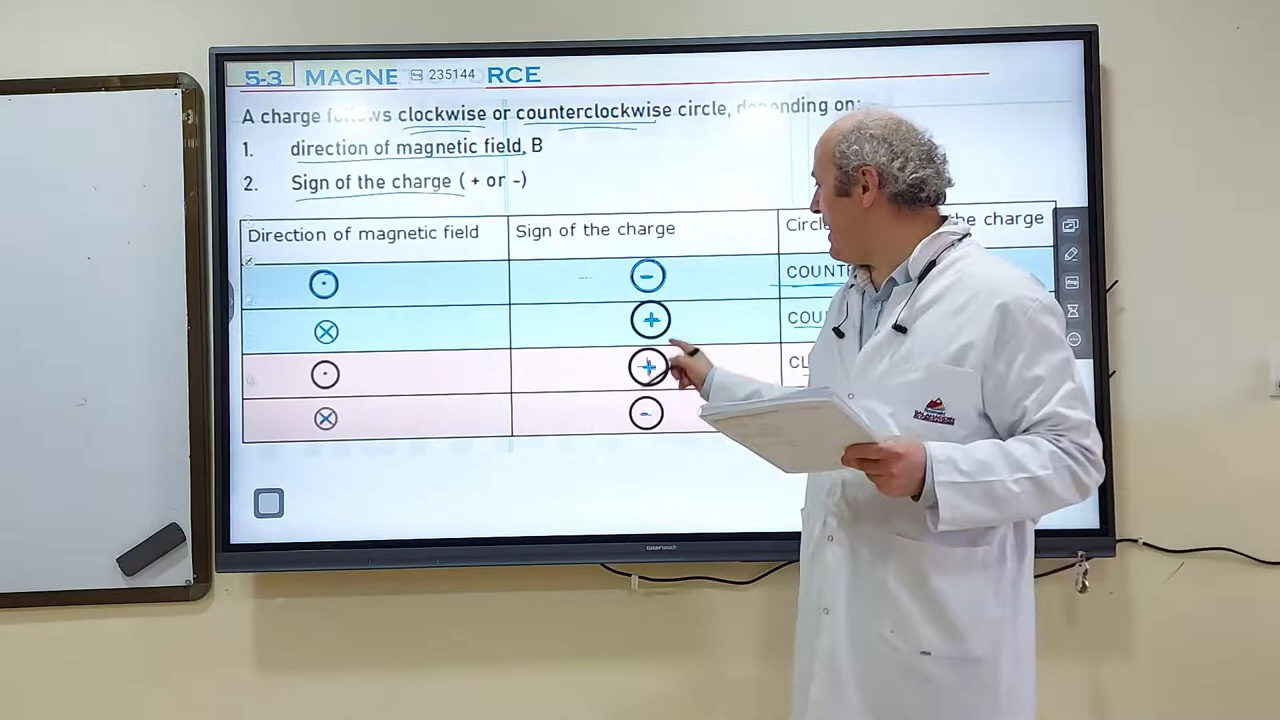 5-3 MAGNE 235144 RCE
A charge follows clockwise or counterclockwise circle, depending on:
1. direction of magnetic field, B
2. Sign of the charge ( + or -)
Direction of magnetic field Sign of the charge Circle the charge
- COUNT
+ COU
+ CL
-